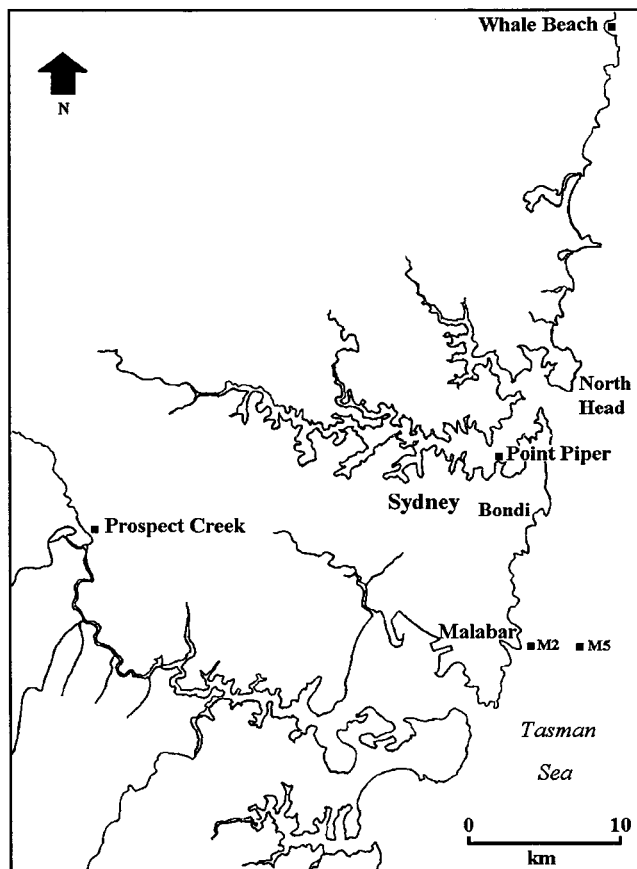 Whale Beach
N
North
Head
Point Piper
Sydney
Bondi
Prospect Creek
Malabar
M2
M5
Tasman
Sea
0 10
km